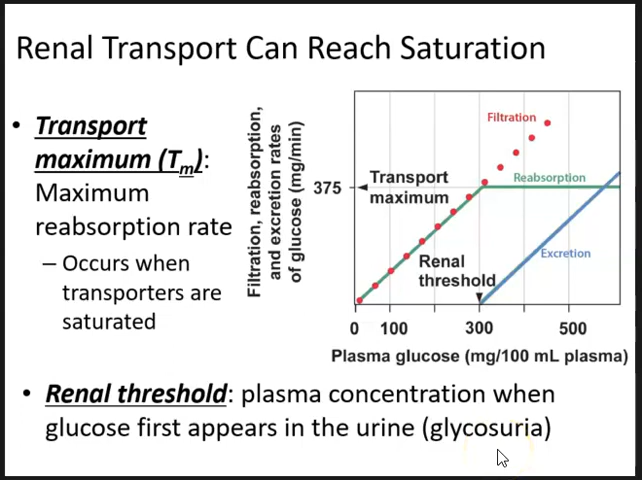 Renal Transport Can Reach Saturation
• Transport
maximum (Tm):
Maximum
reabsorption rate
– Occurs when
transporters are
saturated
Filtration, reabsorption,
and excretion rates
of glucose (mg/min)
Filtration
375
Transport
maximum
Reabsorption
Renal
threshold
Excretion
0 100 300 500
Plasma glucose (mg/100 mL plasma)
• Renal threshold: plasma concentration when
glucose first appears in the urine (glycosuria)